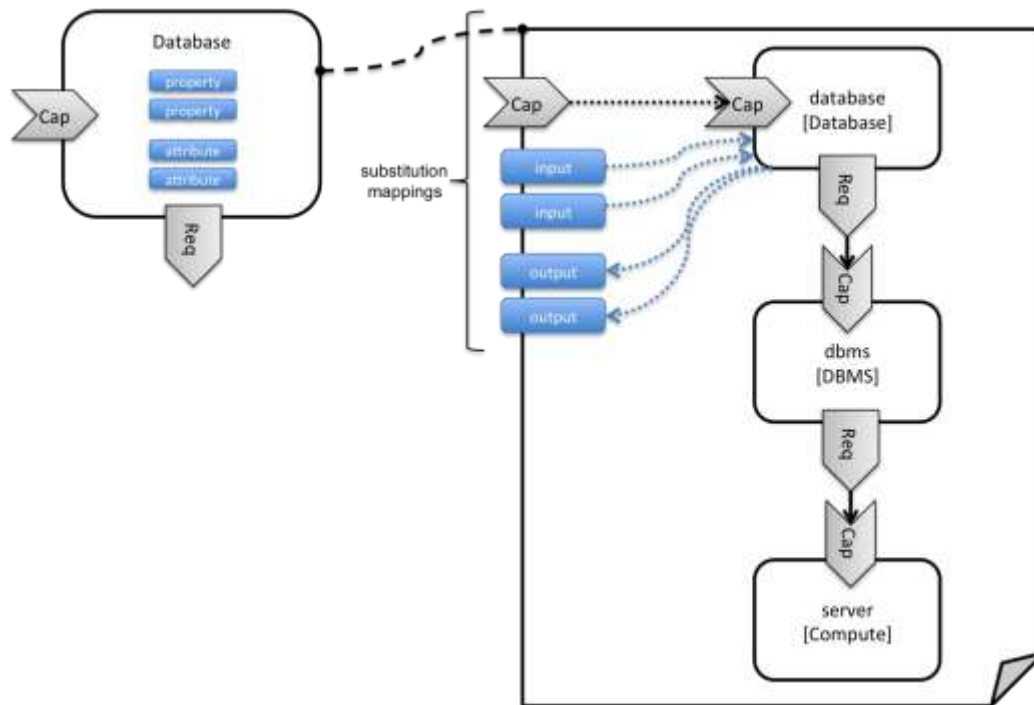 Database
property
property
attribute
attribute
Cap
Req
substitution
mappings
Cap
input
input
output
output
Cap
database
[Database]
Req
Cap
dbms
[DBMS]
Req
Cap
server
[Compute]